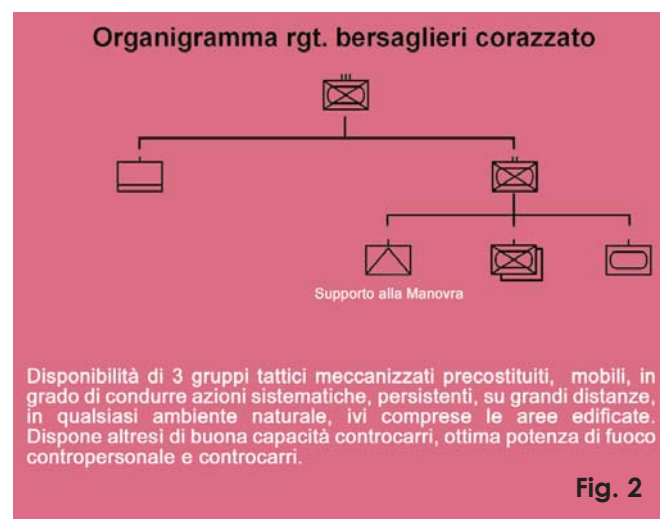 Organigramma rgt. bersaglieri corazzato
Supporto alla Manovra
Disponibilità di 3 gruppi tattici meccanizzati precostituiti, mobili, in
grado di condurre azioni sistematiche, persistenti, su grandi distanze,
in qualsiasi ambiente naturale, ivi comprese le aree edificate.
Dispone altresì di buona capacità controcarri, ottima potenza di fuoco
contropersonale e controcarri.
Fig. 2